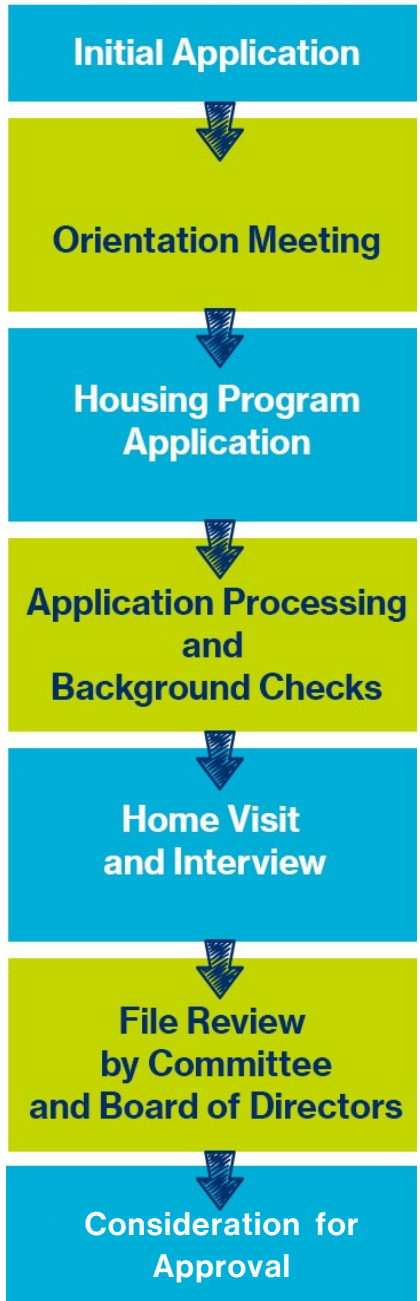 Initial Application
Orientation Meeting
Housing Program
Application
Application Processing
and
Background Checks
Home Visit
and Interview
File Review
by Committee
and Board of Directors
Consideration for
Approval